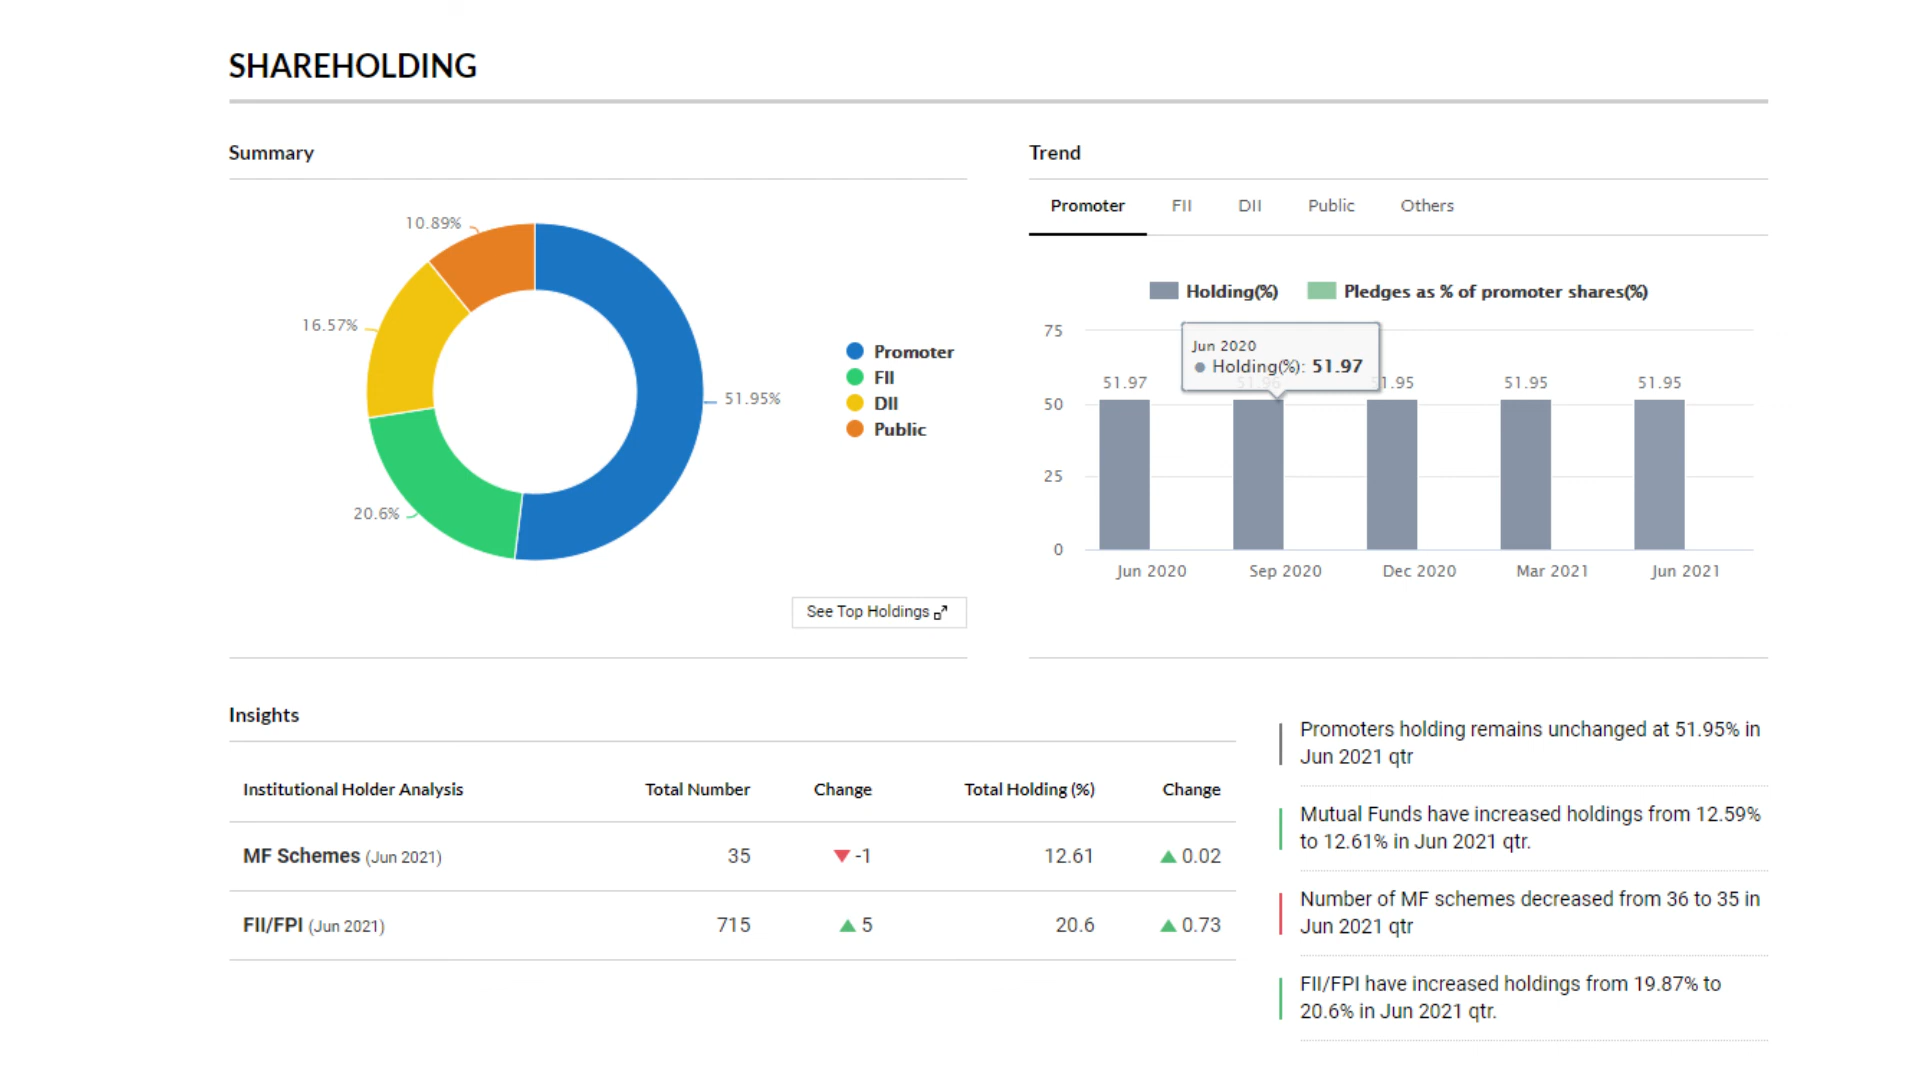 SHAREHOLDING
Summary
10.89%
16.57%
51.95%
20.6%
Promoter
FII
DII
Public
See Top Holdings
Trend
Promoter FII DII Public Others
Holding(%) Pledges as % of promoter shares(%)
75
50
25
0
Jun 2020
Holding(%): 51.97
51.97 51.96 1.95 51.95 51.95
Jun 2020 Sep 2020 Dec 2020 Mar 2021 Jun 2021
Insights
Institutional Holder Analysis Total Number Change Total Holding (%) Change
MF Schemes (Jun 2021) 35 -1 12.61 0.02
FII/FPI (Jun 2021) 715 5 20.6 0.73
Promoters holding remains unchanged at 51.95% in
Jun 2021 qtr
Mutual Funds have increased holdings from 12.59%
to 12.61% in Jun 2021 qtr.
Number of MF schemes decreased from 36 to 35 in
Jun 2021 qtr
FII/FPI have increased holdings from 19.87% to
20.6% in Jun 2021 qtr.